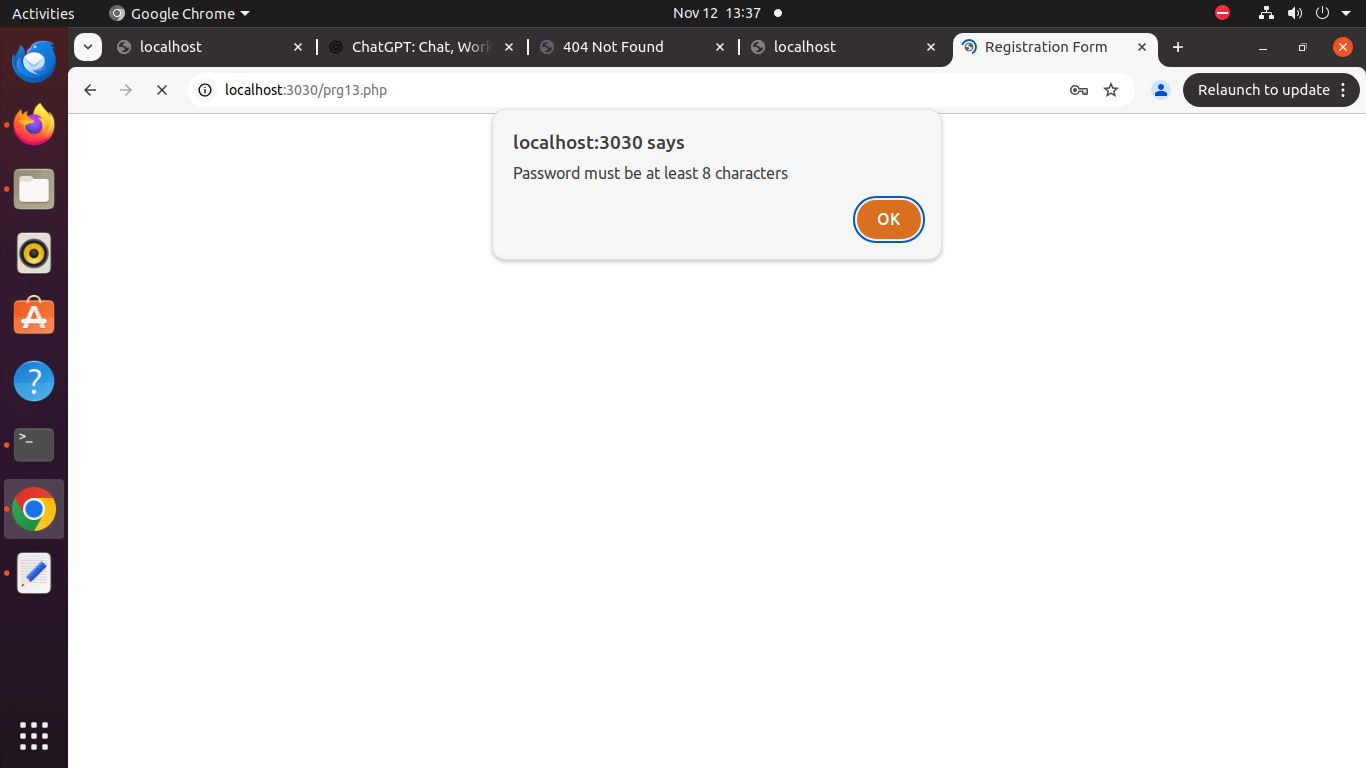 Activities
Google Chrome
Nov 12 13:37
localhost
ChatGPT: Chat, Work
404 Not Found
localhost
Registration Form
localhost:3030/prg13.php
Relaunch to update
localhost:3030 says
Password must be at least 8 characters
OK